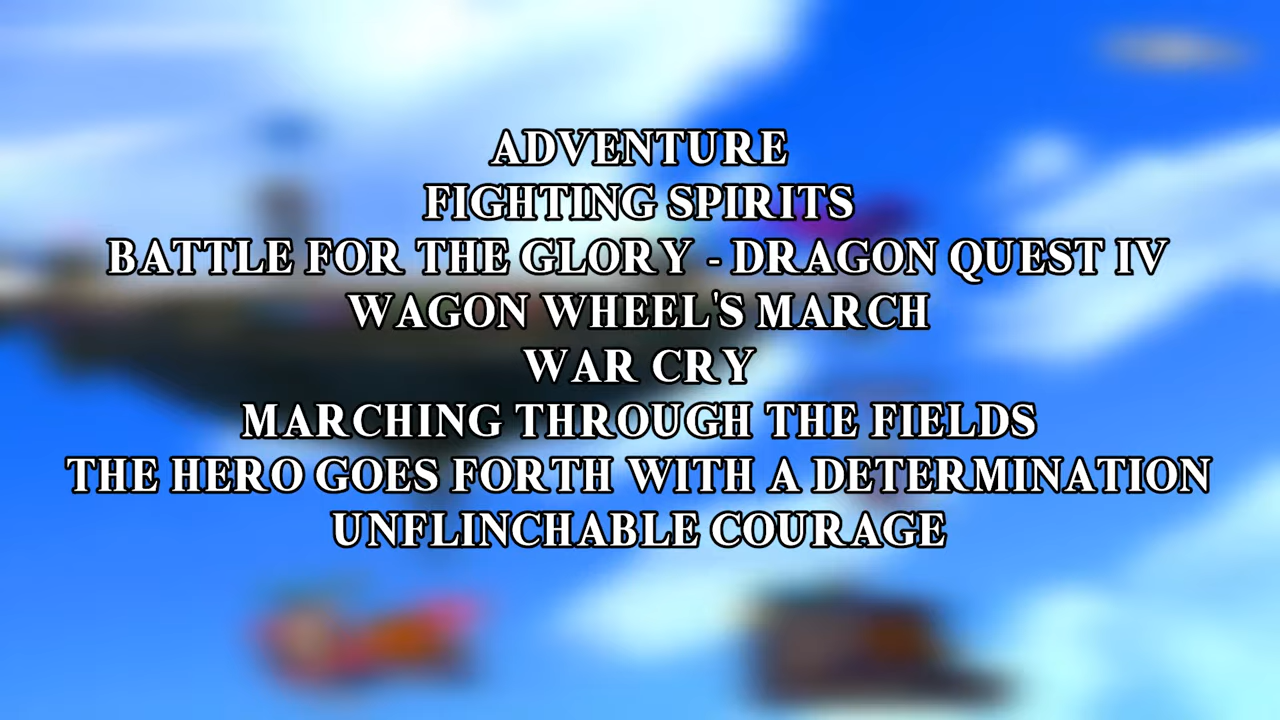 ADVENTURE
FIGHTING SPIRITS
BATTLE FOR THE GLORY - DRAGON QUEST IV
WAGON WHEEL'S MARCH
WAR CRY
MARCHING THROUGH THE FIELDS
THE HERO GOES FORTH WITH A DETERMINATION
UNFLINCHABLE COURAGE